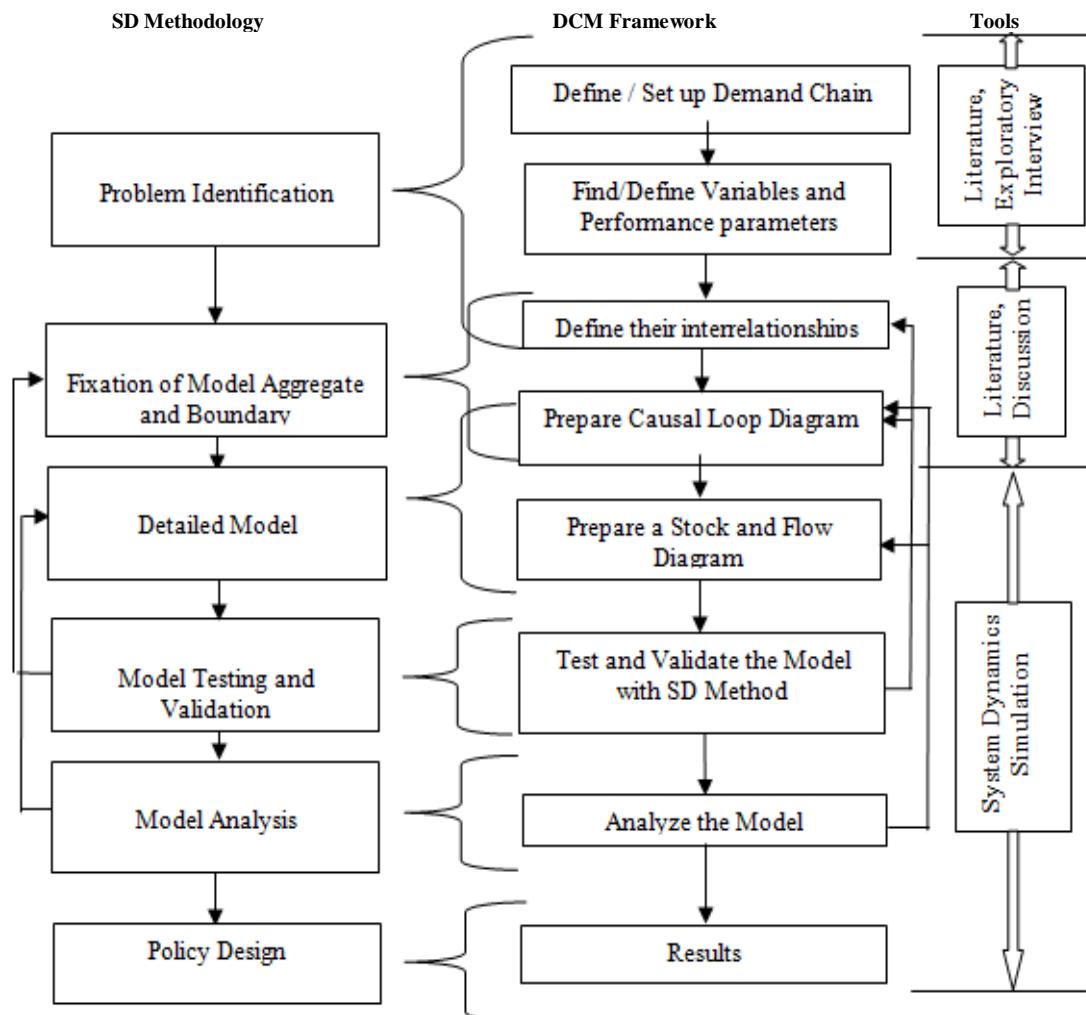 SD Methodology
DCM Framework
Tools
Problem Identification
Fixation of Model Aggregate
and Boundary
Detailed Model
Model Testing and
Validation
Model Analysis
Policy Design
Define / Set up Demand Chain
Find/Define Variables and
Performance parameters
Define their interrelationships
Prepare Causal Loop Diagram
Prepare a Stock and Flow
Diagram
Test and Validate the Model
with SD Method
Analyze the Model
Results
Literature,
Exploratory
Interview
Literature,
Discussion
System Dynamics
Simulation